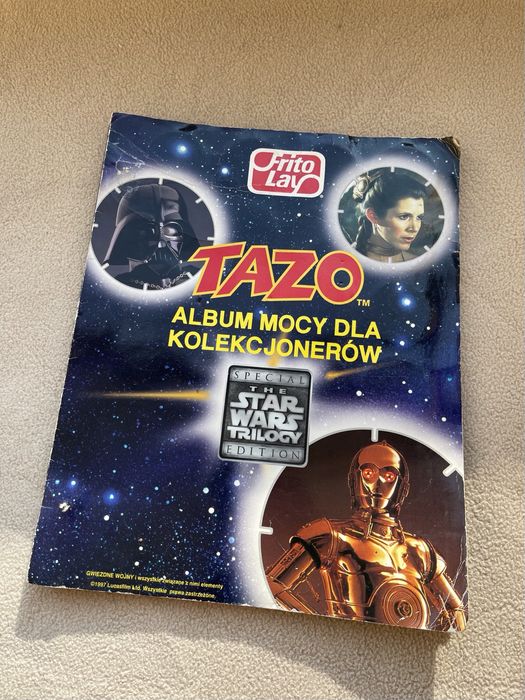 Frito
Lay®
TAZO™
ALBUM MOCY DLA
KOLEKCJONERÓW
SPECIAL
THE
STAR
WARS
TRILOGY
EDITION
GWIEZDNE WOJNY i wszystkie związane z nimi elementy
©1997 Lucasfilm Ltd. Wszystkie prawa zastrzeżone.